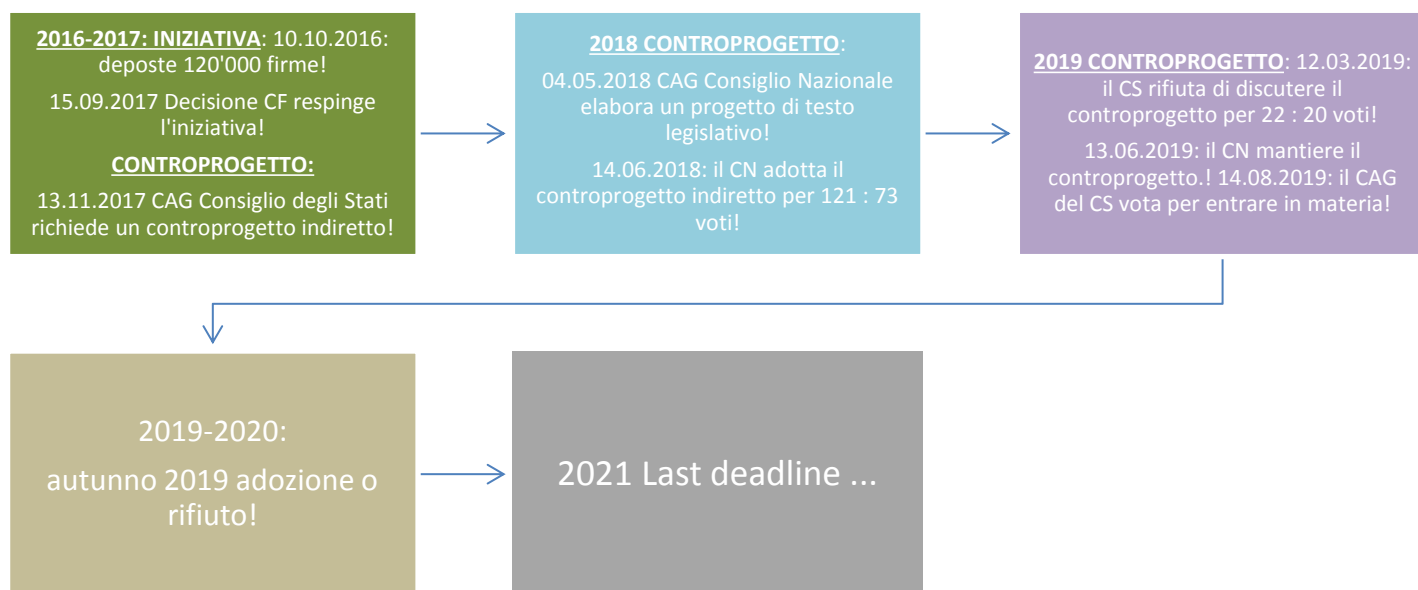 2016-2017: INIZIATIVA: 10.10.2016:
deposte 120'000 firme!
15.09.2017 Decisione CF respinge
l'iniziativa!
CONTROPROGETTO:
13.11.2017 CAG Consiglio degli Stati
richiede un controprogetto indiretto!
2018 CONTROPROGETTO:
04.05.2018 CAG Consiglio Nazionale
elabora un progetto di testo
legislativo!
14.06.2018: il CN adotta il
controprogetto indiretto per 121 : 73
voti!
2019 CONTROPROGETTO: 12.03.2019:
il CS rifiuta di discutere il
controprogetto per 22 : 20 voti!
13.06.2019: il CN mantiere il
controprogetto.! 14.08.2019: il CAG
del CS vota per entrare in materia!
2019-2020:
autunno 2019 adozione o
rifiuto!
2021 Last deadline ...